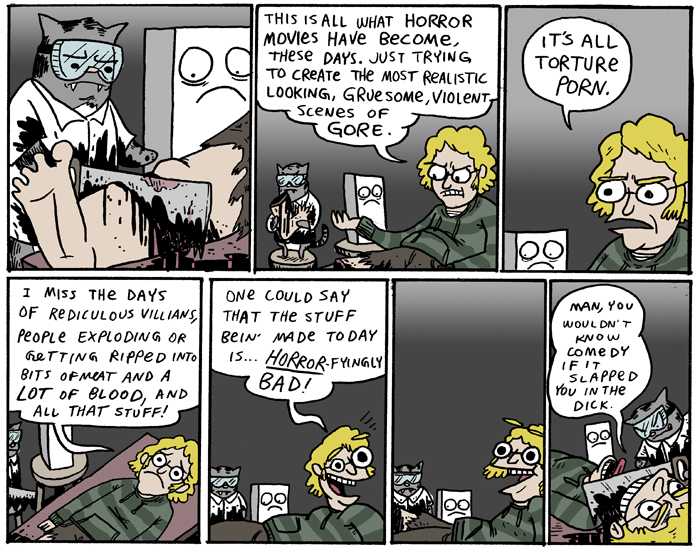 THIS IS ALL WHAT HORROR
MOVIES HAVE BECOME,
THESE DAYS. JUST TRYING
TO CREATE THE MOST REALISTIC
LOOKING, GRUESOME, VIOLENT
SCENES OF
GORE.
IT'S ALL
TORTURE
PORN.
I MISS THE DAYS
OF REDICULOUS VILLIANS,
PEOPLE EXPLODING OR
GETTING RIPPED INTO
BITS OF MEAT AND A
LOT OF BLOOD, AND
ALL THAT STUFF!
ONE COULD SAY
THAT THE STUFF
BEIN' MADE TODAY
IS... HORROR-FYINGLY
BAD!
MAN, YOU
WOULDN'T
KNOW
COMEDY
IF IT
SLAPPED
YOU IN THE
DICK.